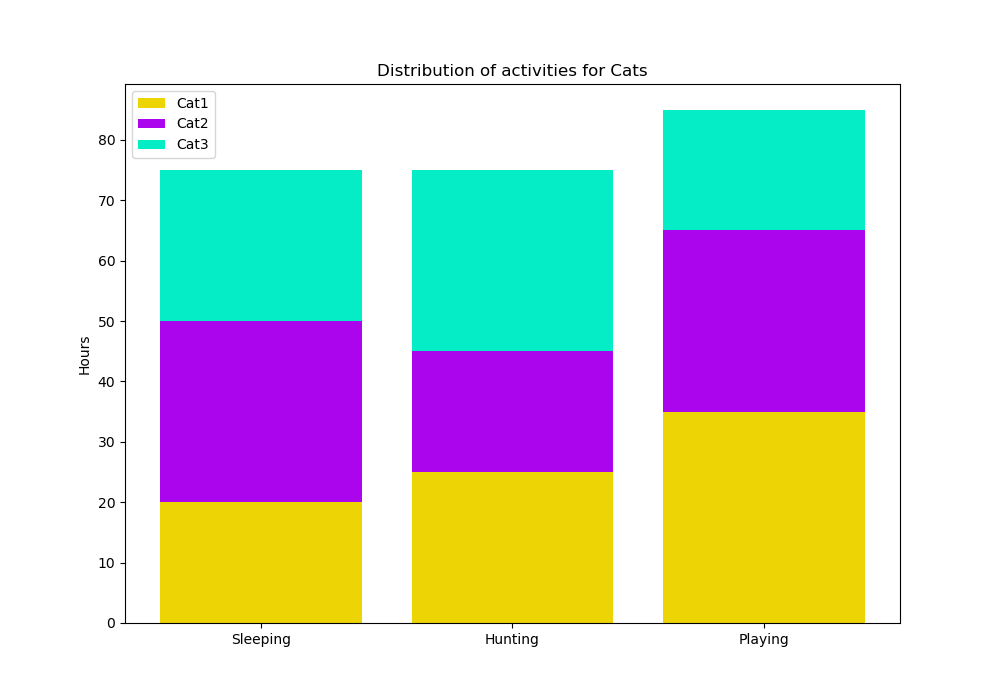 Distribution of activities for Cats
Cat1
Cat2
Cat3
Hours
80
70
60
50
40
30
20
10
0
Sleeping Hunting Playing